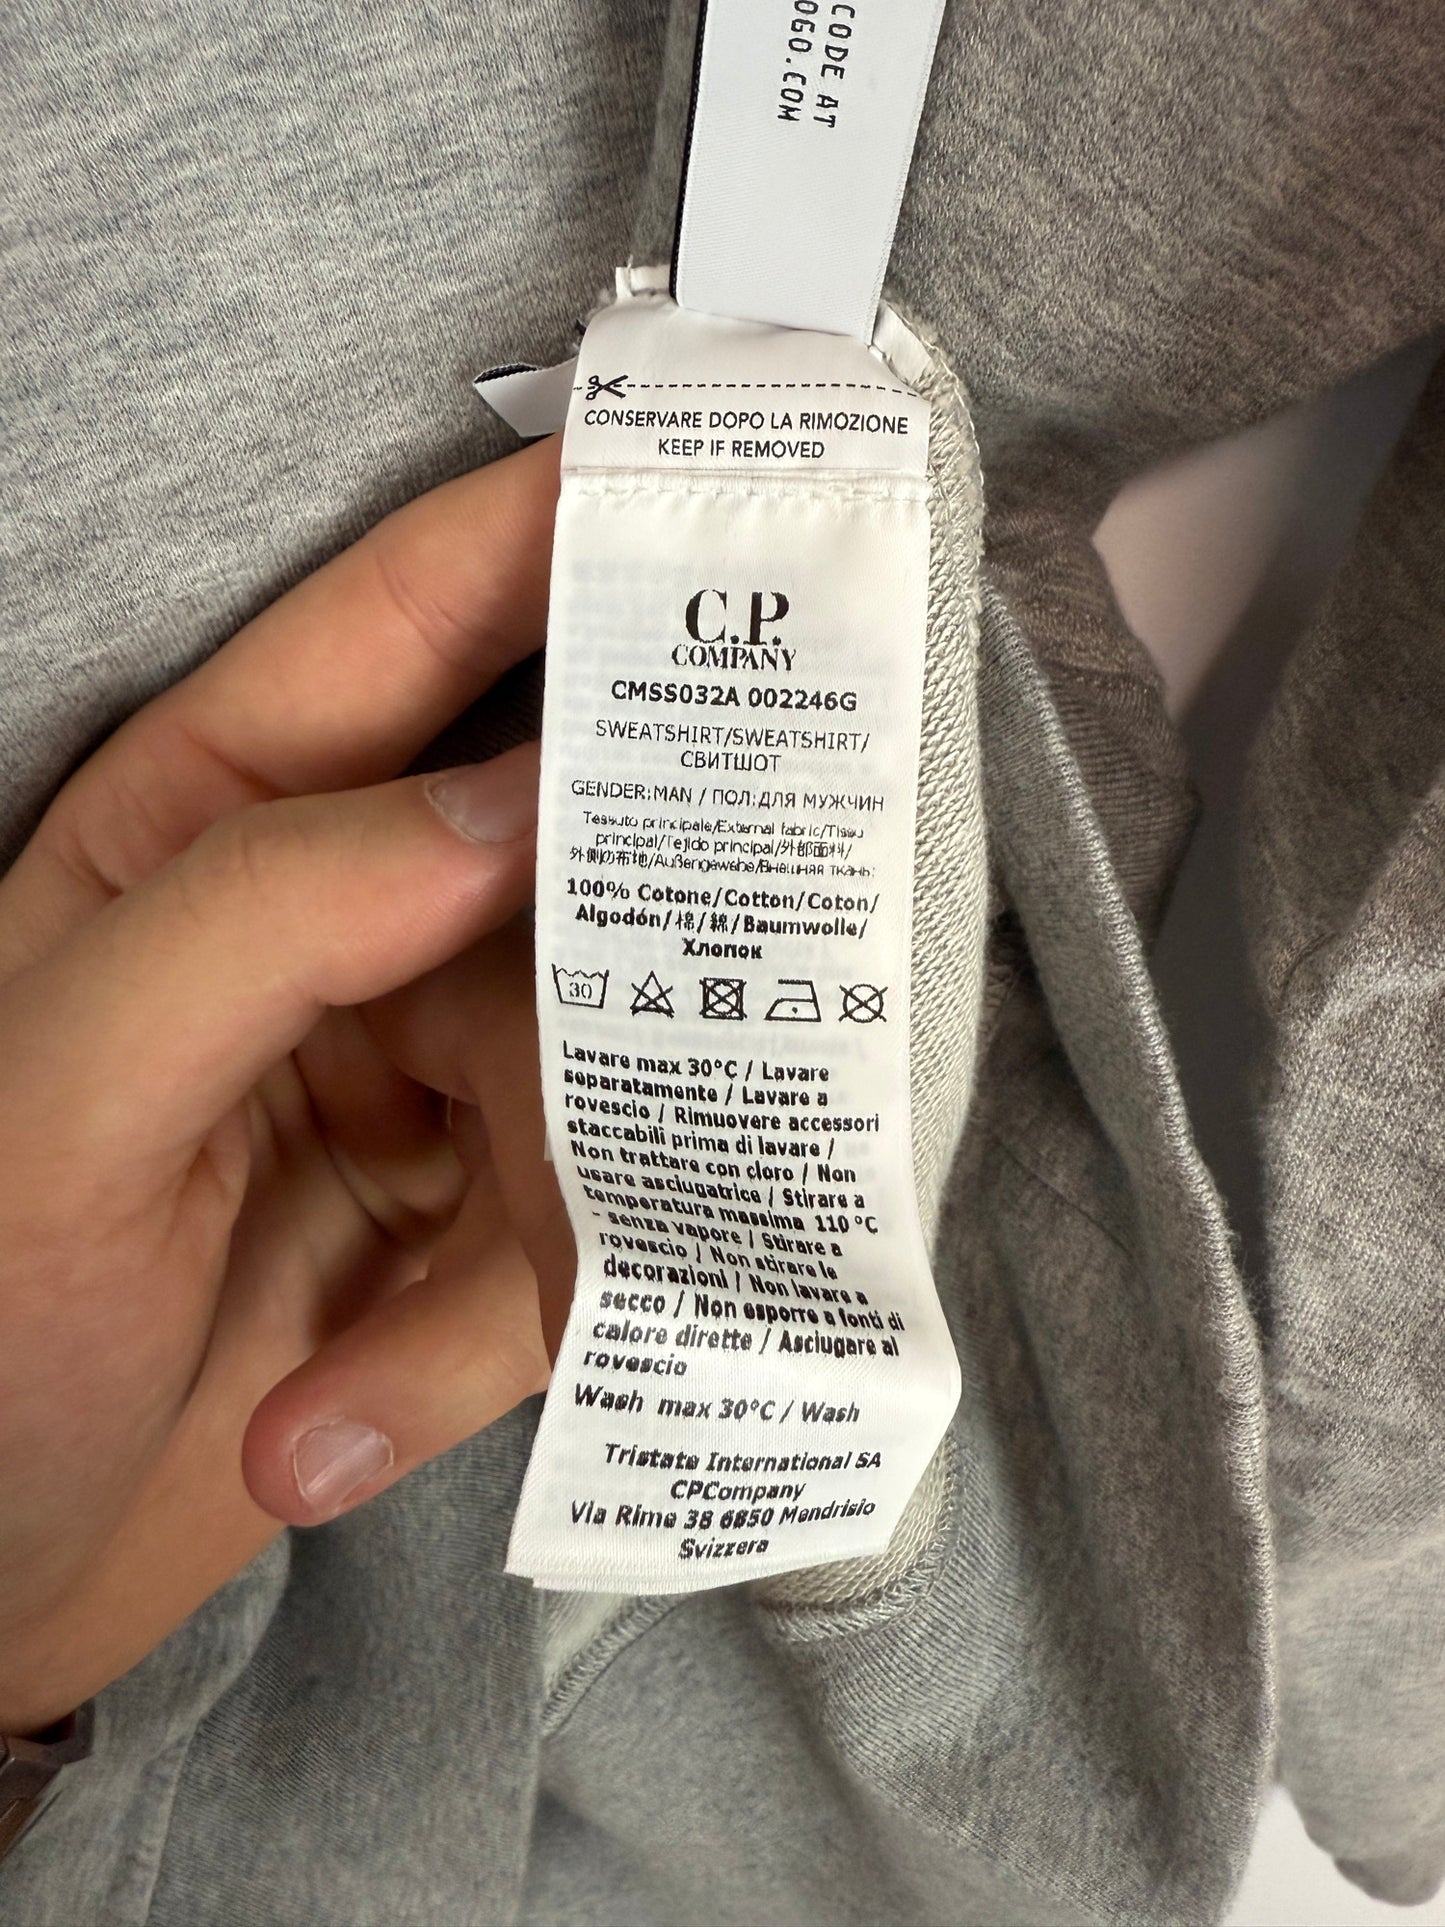 CODE AT
OGO.COM
CONSERVARE DOPO LA RIMOZIONE
KEEP IF REMOVED
C.P.
COMPANY
CMSS032A 002246G
SWEATSHIRT/SWEATSHIRT/
СВИТШОТ
GENDER:MAN / ПОЛ:ДЛЯ МУЖЧИН
Tessuto principale/External fabric/Tissu
principal/Tejido principal/外部面料/
外側の布地/Außengewebe/Внешняя ткань:
100% Cotone/Cotton/Coton/
Algodón/棉/綿/Baumwolle/
Хлопок
30
Lavare max 30°C / Lavare
separatamente / Lavare a
rovescio / Rimuovere accessori
staccabili prima di lavare /
Non trattare con cloro / Non
usare asciugatrice / Stirare a
temperatura massima 110°C
- senza vapore / Stirare a
rovescio / Non stirare le
decorazioni / Non lavare a
secco / Non esporre a fonti di
calore dirette / Asciugare al
rovescio
Wash max 30°C / Wash
Tristate International SA
CPCompany
Via Rime 38 6850 Mendrisio
Svizzera